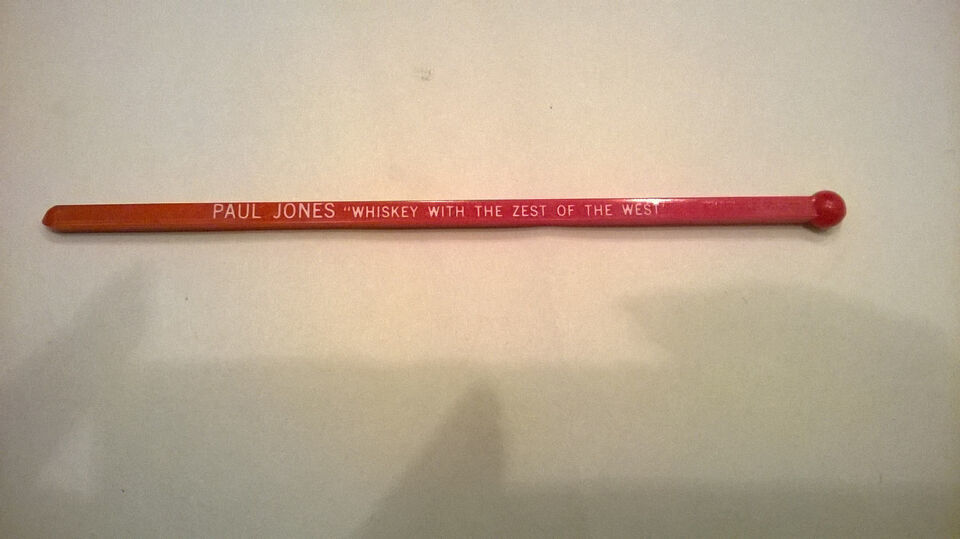 PAUL JONES "WHISKEY WITH THE ZEST OF THE WEST"